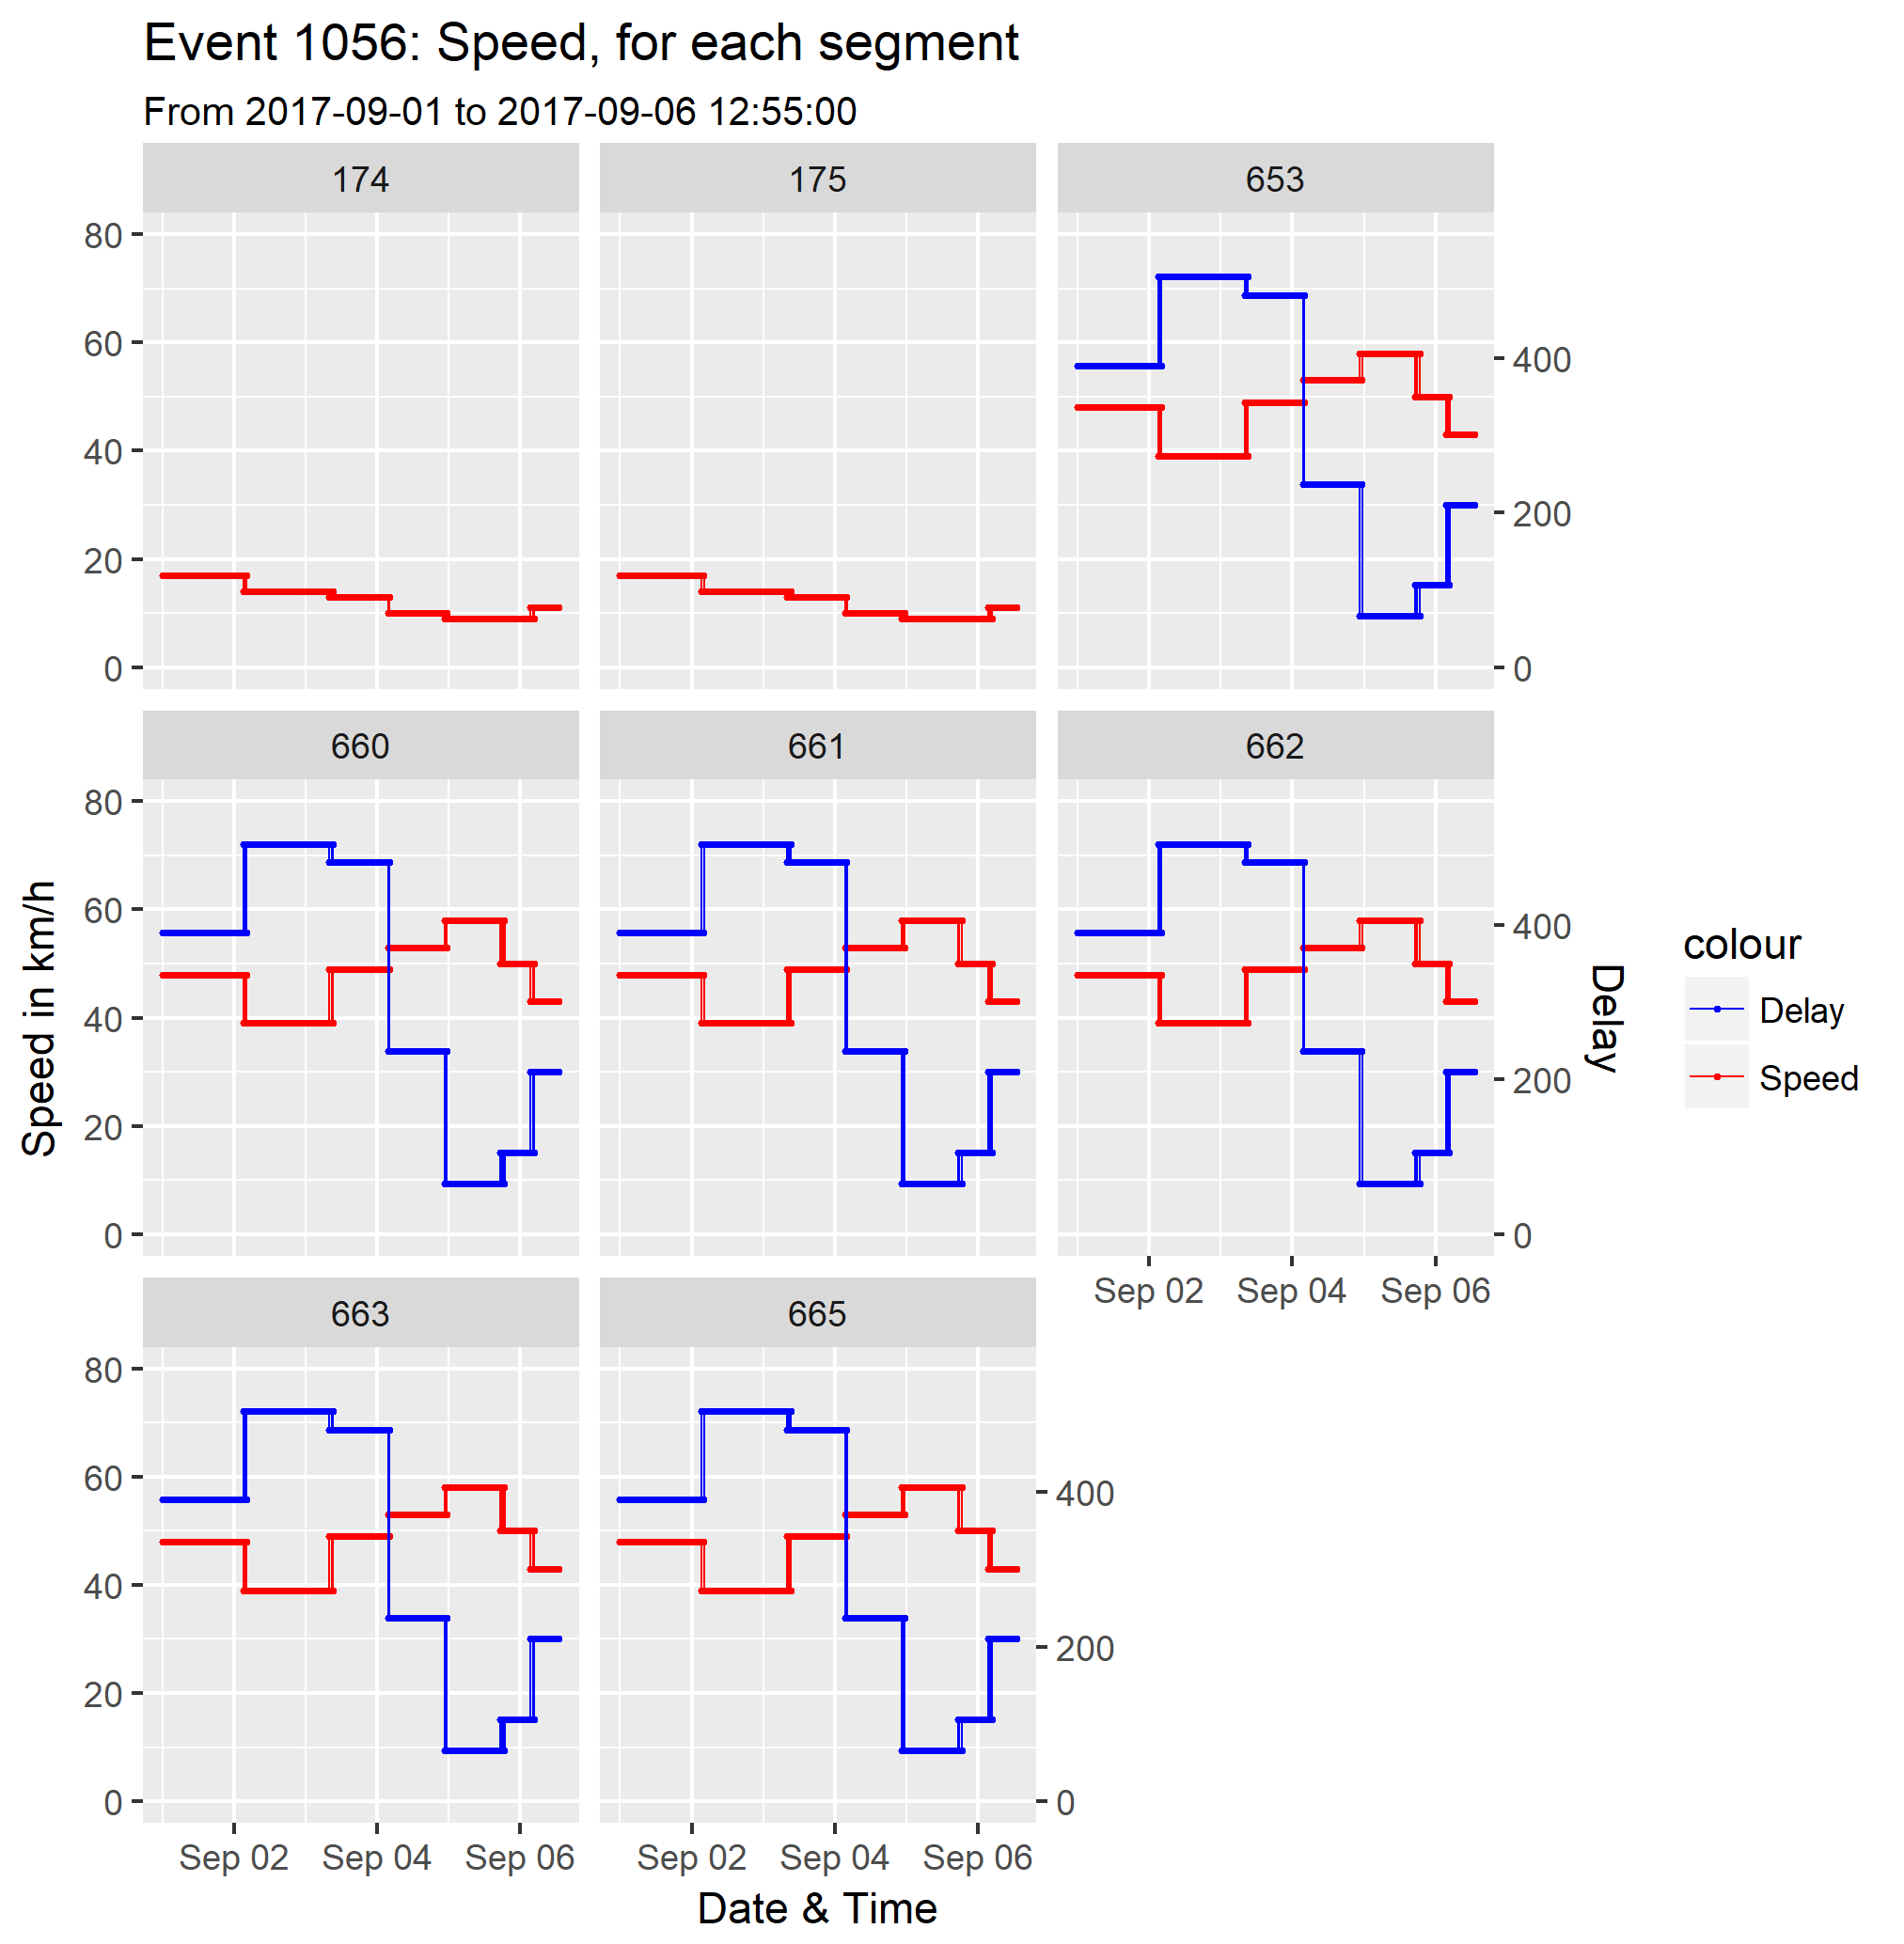 Event 1056: Speed, for each segment
From 2017-09-01 to 2017-09-06 12:55:00
174
175
653
80
60
40
20
0
400
200
0
660
661
662
80
60
40
20
0
400
200
0
Sep 02
Sep 04
Sep 06
663
665
80
60
40
20
0
400
200
0
Sep 02
Sep 04
Sep 06
Sep 02
Sep 04
Sep 06
Date & Time
Speed in km/h
Delay
colour
Delay
Speed